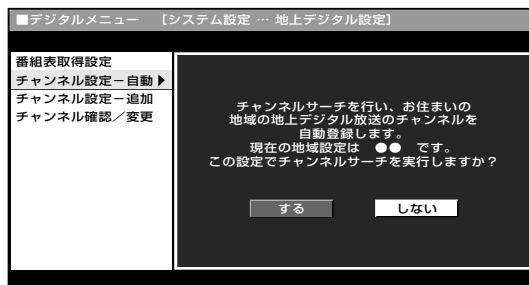 ■デジタルメニュー [システム設定 … 地上デジタル設定]
番組表取得設定
チャンネル設定－自動▶
チャンネル設定－追加
チャンネル確認／変更
チャンネルサーチを行い、お住まいの
地域の地上デジタル放送のチャンネルを
自動登録します。
現在の地域設定は ●● です。
この設定でチャンネルサーチを実行しますか？
する
しない